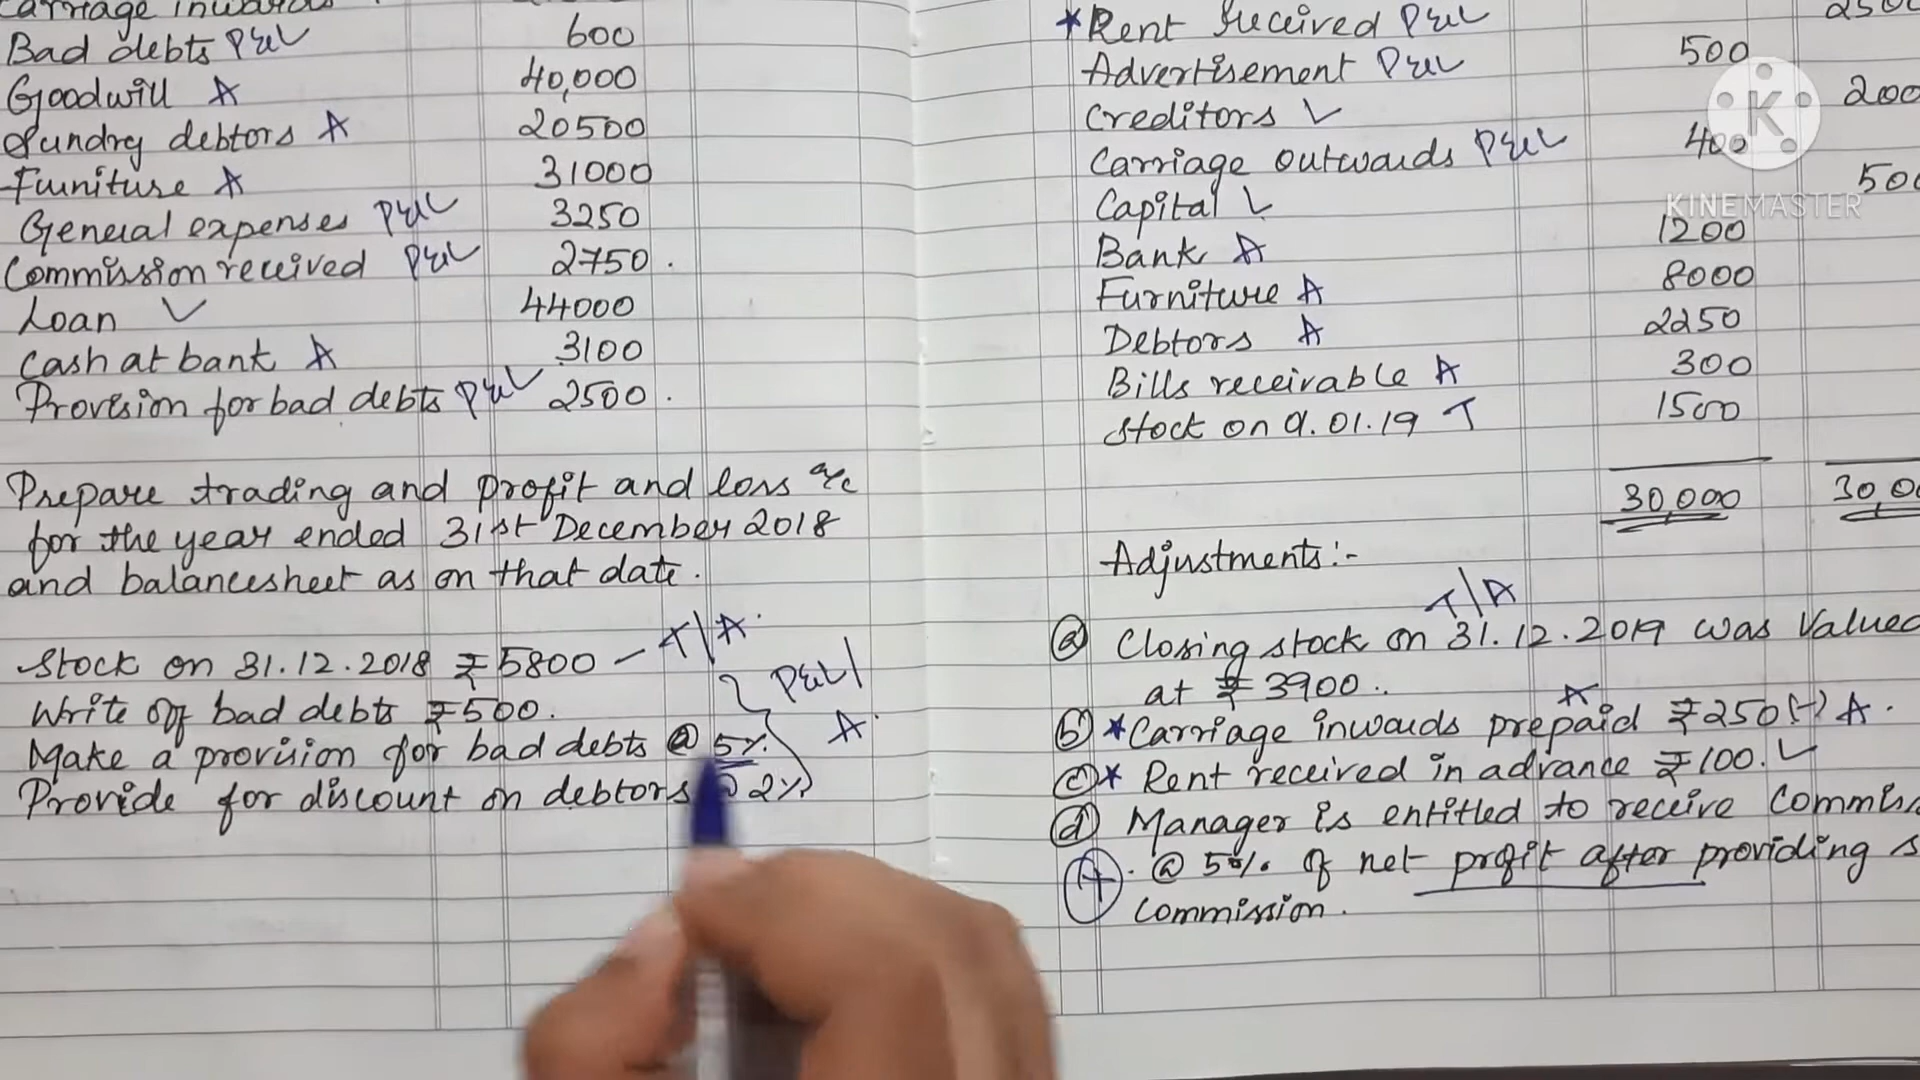 Carriage inwards
Bad debts P&L 600
Goodwill A 40,000
Sundry debtors A 20500
Furniture A 31000
General expenses P&L 3250
Commission received P&L 2750.
Loan L 44000
Cash at bank A 3100
Provision for bad debts P&L 2500.
Prepare trading and profit and loss a/c
for the year ended 31st December 2018
and balancesheet as on that date.
Stock on 31.12.2018 ₹5800 – T/A.
Write off bad debts ₹500.
Make a provision for bad debts @ 5%.
Provide for discount on debtors @ 2%
P&L/
A.
*Rent received P&L
Advertisement P&L 500
Creditors L 200
Carriage outwards P&L 400
Capital L 500
Bank A 1200
Furniture A 8000
Debtors A 2250
Bills receivable A 300
Stock on 01.01.19 T 1500
30,000 30,0
Adjustments:-
T/A
a Closing stock on 31.12.2019 was valued
at ₹ 3900..
A
b *Carriage inwards prepaid ₹250 (-) A.
c * Rent received in advance ₹100. L
d Manager is entitled to receive Commis
@ 5% of net profit after providing s
Commission.
K
KINEMASTER